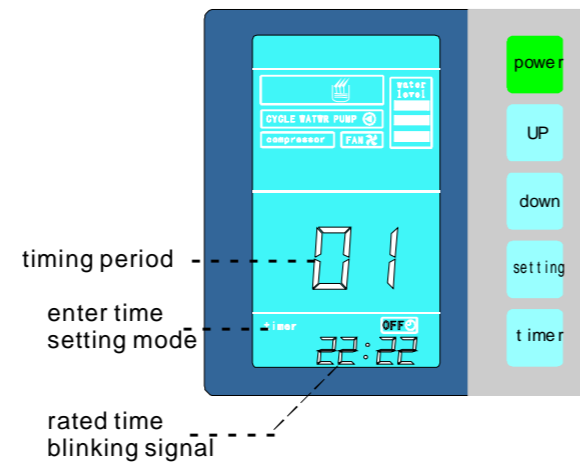 power
water
level
CYCLE WATER PUMP
compressor FAN
UP
down
timing period
01
setting
enter time
setting mode
timer OFF
22:22
timer
rated time
blinking signal